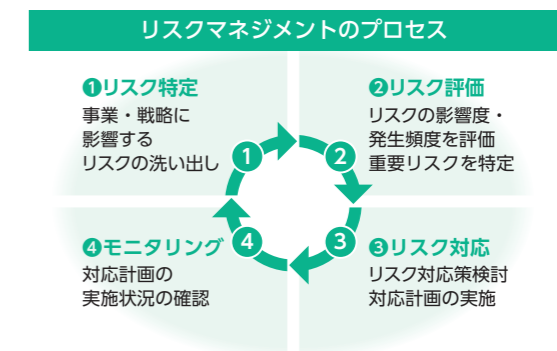 リスクマネジメントのプロセス
❶リスク特定
事業・戦略に
影響する
リスクの洗い出し
❷リスク評価
リスクの影響度・
発生頻度を評価
重要リスクを特定
1
2
3
4
❸リスク対応
リスク対応策検討
対応計画の実施
❹モニタリング
対応計画の
実施状況の確認